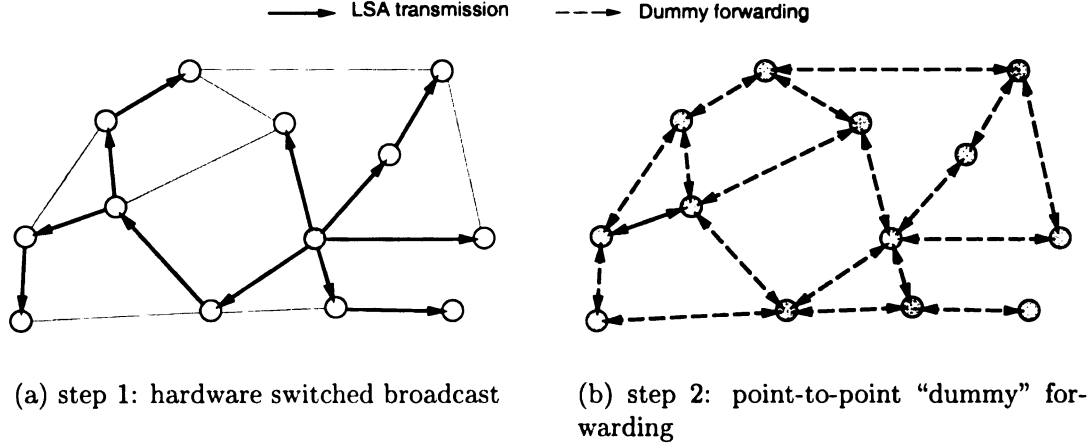 LSA transmission
Dummy forwarding
(a) step 1: hardware switched broadcast
(b) step 2: point-to-point “dummy” for-
warding